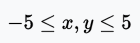 −5 ≤ x, y ≤ 5